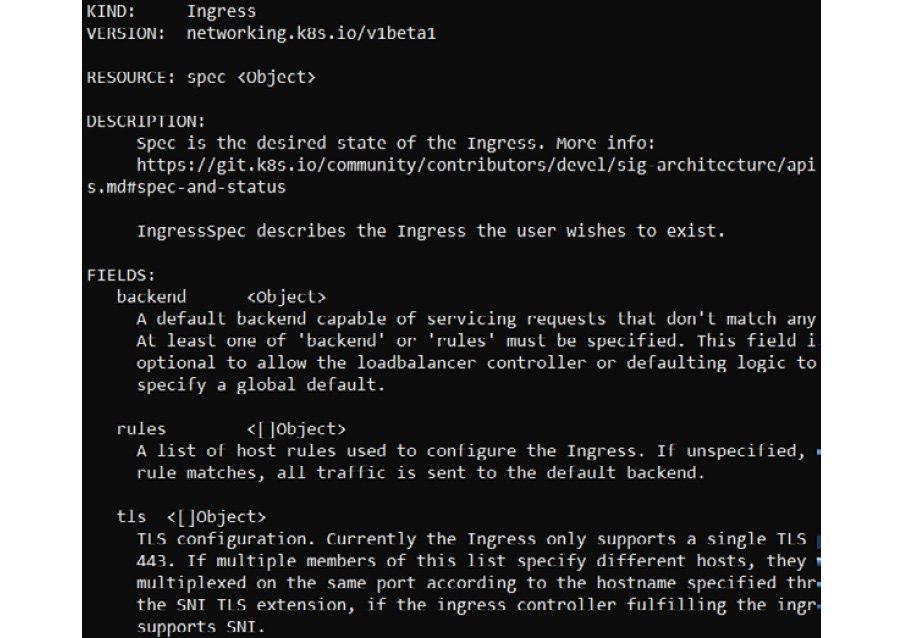 KIND:     Ingress
VERSION:  networking.k8s.io/v1beta1
RESOURCE: spec <Object>
DESCRIPTION:
     Spec is the desired state of the Ingress. More info:
     https://git.k8s.io/community/contributors/devel/sig-architecture/api
s.md#spec-and-status
     IngressSpec describes the Ingress the user wishes to exist.
FIELDS:
   backend      <Object>
     A default backend capable of servicing requests that don't match any
     At least one of 'backend' or 'rules' must be specified. This field i
     optional to allow the loadbalancer controller or defaulting logic to
     specify a global default.
   rules        <[]Object>
     A list of host rules used to configure the Ingress. If unspecified,
     rule matches, all traffic is sent to the default backend.
   tls  <[]Object>
     TLS configuration. Currently the Ingress only supports a single TLS
     443. If multiple members of this list specify different hosts, they
     multiplexed on the same port according to the hostname specified thr
     the SNI TLS extension, if the ingress controller fulfilling the ingr
     supports SNI.